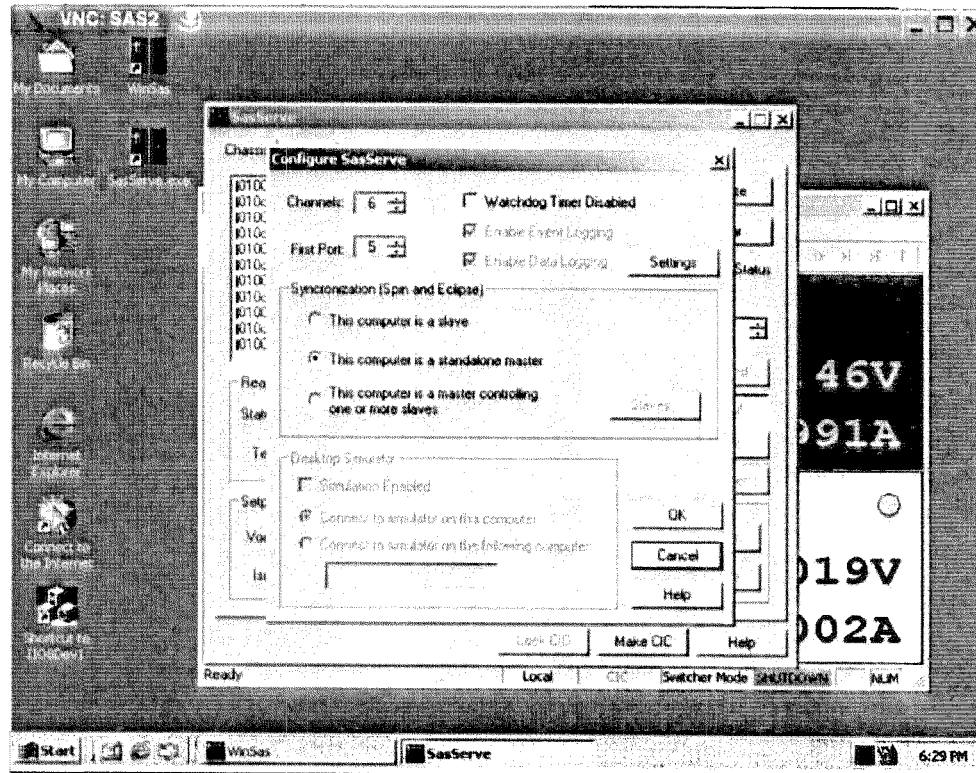 VNC: SAS2
My Documents
WinSas
My Computer
SasServe.exe
My Network Places
Recycle Bin
Internet Explorer
Connect to the Internet
Shortcut to
SasServe
Configure SasServe
Channels: 6
Watchdog Timer Disabled
First Port: 5
Enable Event Logging
Enable Data Logging
Settings
Status
Syncronization (Spin and Eclipse)
This computer is a slave
This computer is a standalone master
This computer is a master controlling
one or more slaves
Slaves...
Desktop Simulator
Simulation Enabled
Connect to simulator on this computer
Connect to simulator on the following computer
OK
Cancel
Help
46V
991A
019V
002A
Lock CIC
Make CIC
Help
Ready
Local
CIC
Switcher Mode
SHUTDOWN
NUM
Start
WinSas
SasServe
6:29 PM